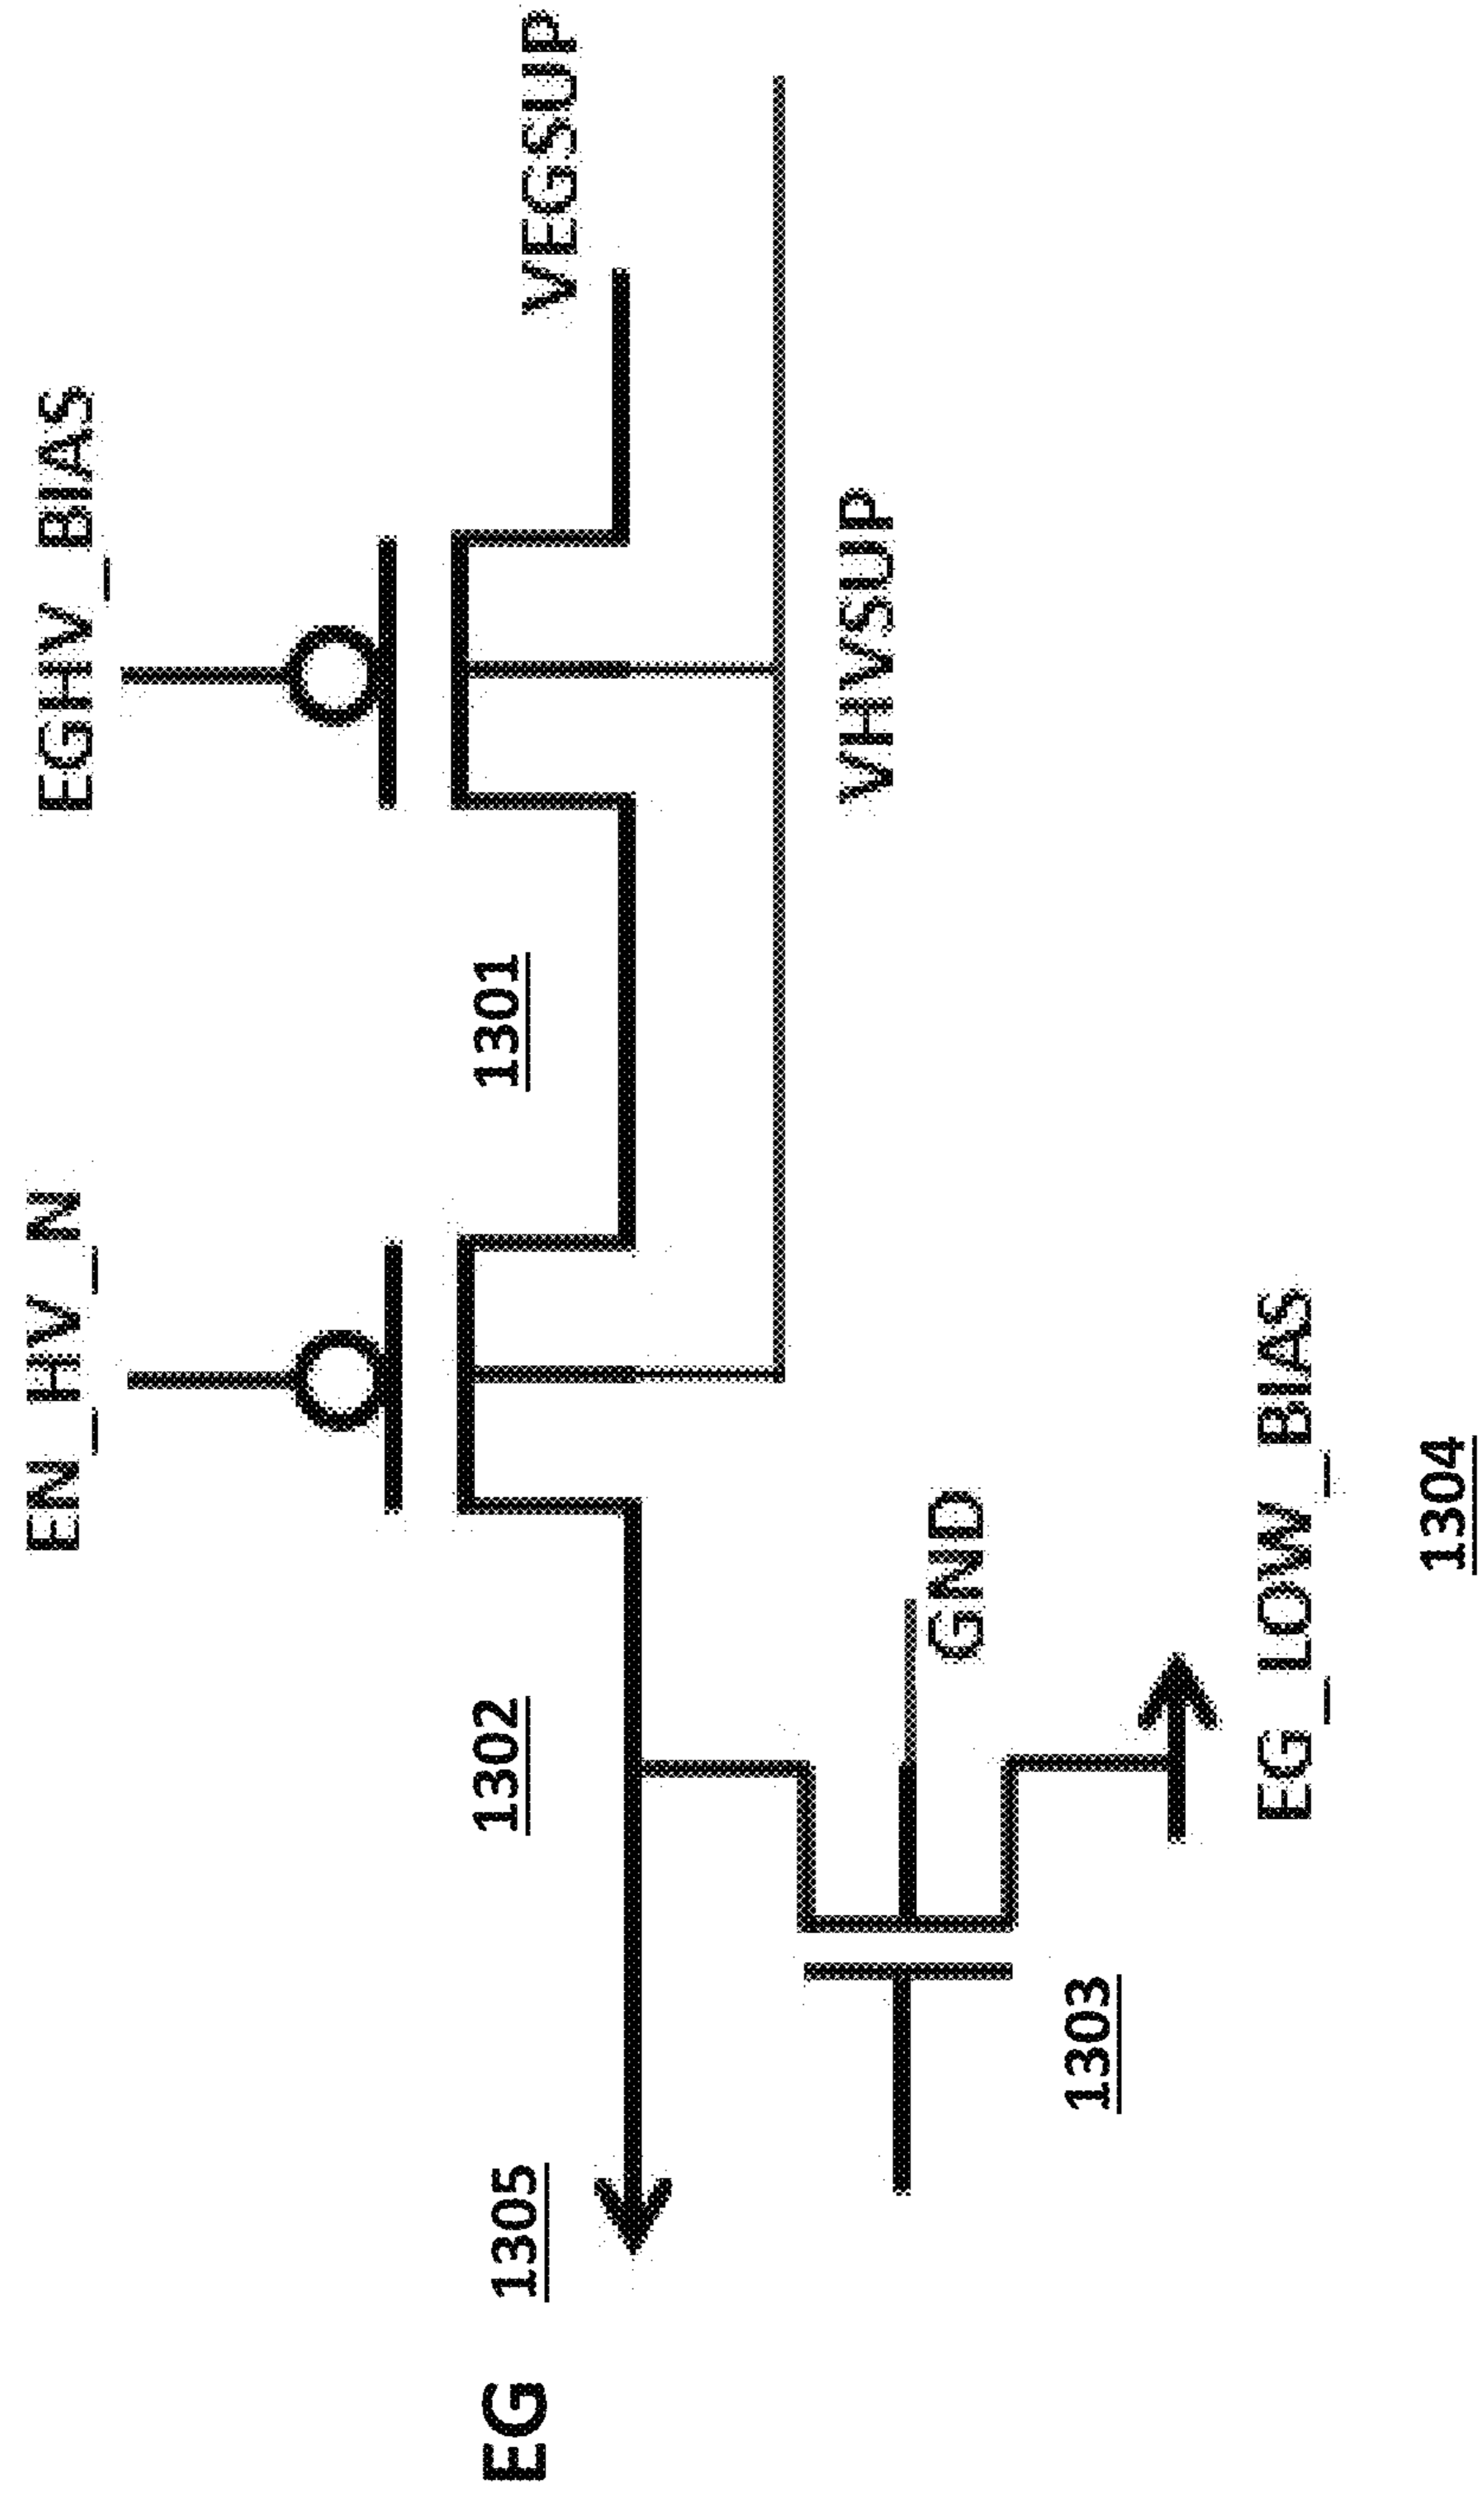 EN_HV_N
EGHV_BIAS
EG
1305
1302
1301
VEGSUP
VHVSUP
GND
1303
EG_LOW_BIAS
1304